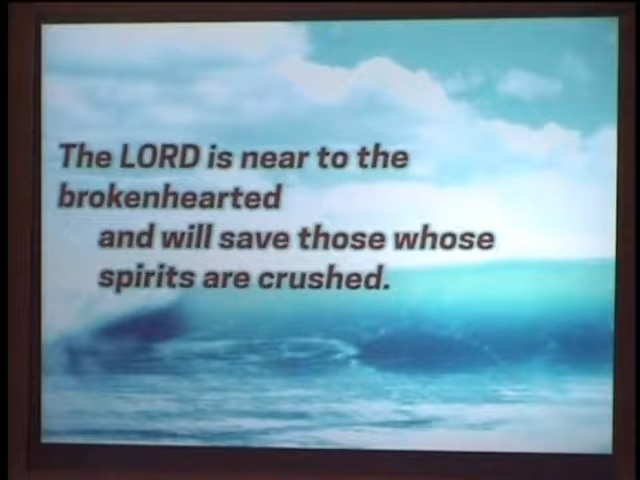 The LORD is near to the
brokenhearted
and will save those whose
spirits are crushed.